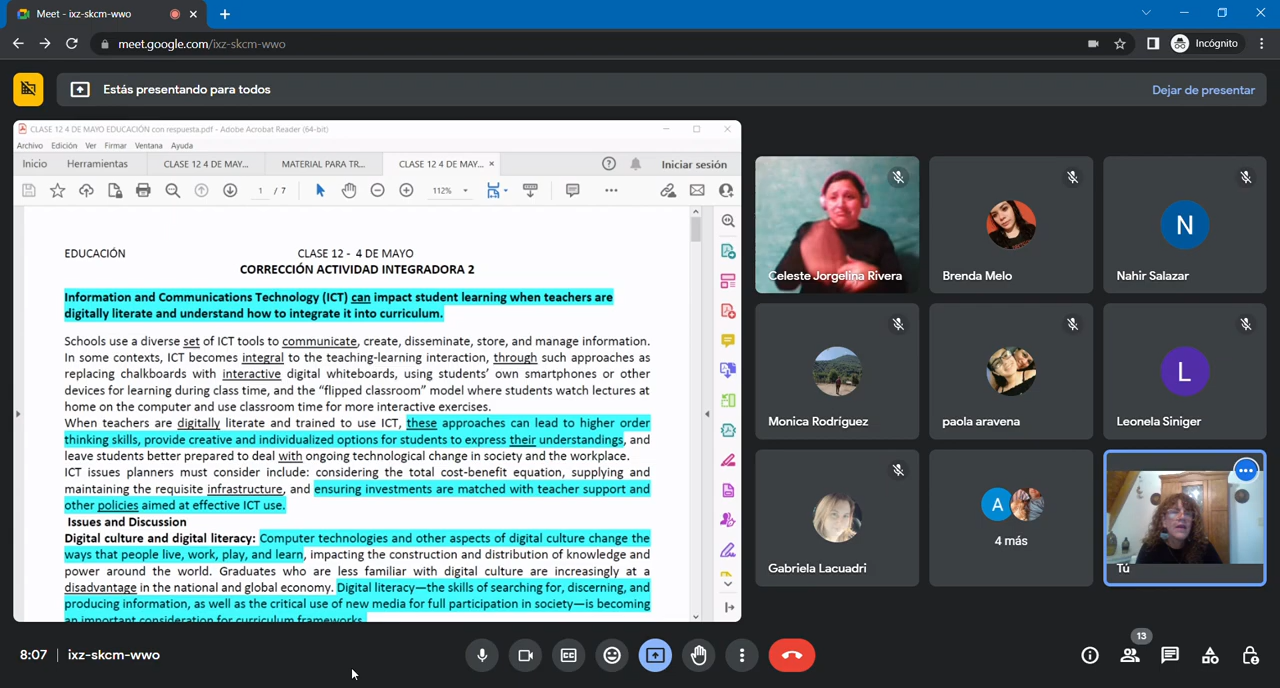 Meet - ixz-skcm-wwo
meet.google.com/ixz-skcm-wwo
Incógnito
Estás presentando para todos
Dejar de presentar
CLASE 12 4 DE MAYO EDUCACIÓN con respuesta.pdf - Adobe Acrobat Reader (64-bit)
Archivo Edición Ver Firmar Ventana Ayuda
Inicio Herramientas CLASE 12 4 DE MAY... MATERIAL PARA TR... CLASE 12 4 DE MAY... Iniciar sesión
1 / 7 112%
EDUCACIÓN CLASE 12 - 4 DE MAYO
CORRECCIÓN ACTIVIDAD INTEGRADORA 2
Information and Communications Technology (ICT) can impact student learning when teachers are
digitally literate and understand how to integrate it into curriculum.
Schools use a diverse set of ICT tools to communicate, create, disseminate, store, and manage information.
In some contexts, ICT becomes integral to the teaching-learning interaction, through such approaches as
replacing chalkboards with interactive digital whiteboards, using students’ own smartphones or other
devices for learning during class time, and the “flipped classroom” model where students watch lectures at
home on the computer and use classroom time for more interactive exercises.
When teachers are digitally literate and trained to use ICT, these approaches can lead to higher order
thinking skills, provide creative and individualized options for students to express their understandings, and
leave students better prepared to deal with ongoing technological change in society and the workplace.
ICT issues planners must consider include: considering the total cost-benefit equation, supplying and
maintaining the requisite infrastructure, and ensuring investments are matched with teacher support and
other policies aimed at effective ICT use.
Issues and Discussion
Digital culture and digital literacy: Computer technologies and other aspects of digital culture change the
ways that people live, work, play, and learn, impacting the construction and distribution of knowledge and
power around the world. Graduates who are less familiar with digital culture are increasingly at a
disadvantage in the national and global economy. Digital literacy—the skills of searching for, discerning, and
producing information, as well as the critical use of new media for full participation in society—is becoming
an important consideration for curriculum frameworks.
Celeste Jorgelina Rivera
Brenda Melo
N
Nahir Salazar
Monica Rodríguez
paola aravena
L
Leonela Siniger
Gabriela Lacuadri
A
4 más
Tú
8:07 ixz-skcm-wwo
13